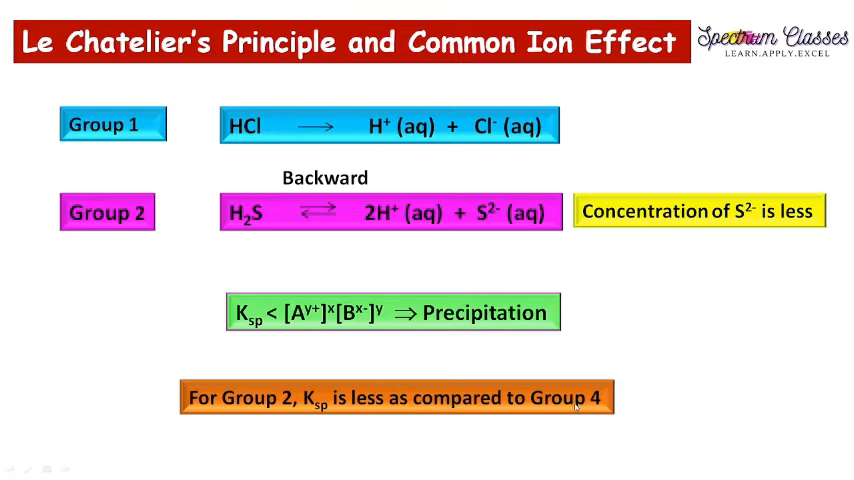 Le Chatelier's Principle and Common Ion Effect
Spectrum Classes
LEARN.APPLY.EXCEL
Group 1
HCl ⟶ H⁺ (aq) + Cl⁻ (aq)
Backward
Group 2
H₂S ⇌ 2H⁺ (aq) + S²⁻ (aq)
Concentration of S²⁻ is less
Kₛₚ < [Aʸ⁺]ˣ[Bˣ⁻]ʸ ⇒ Precipitation
For Group 2, Kₛₚ is less as compared to Group 4